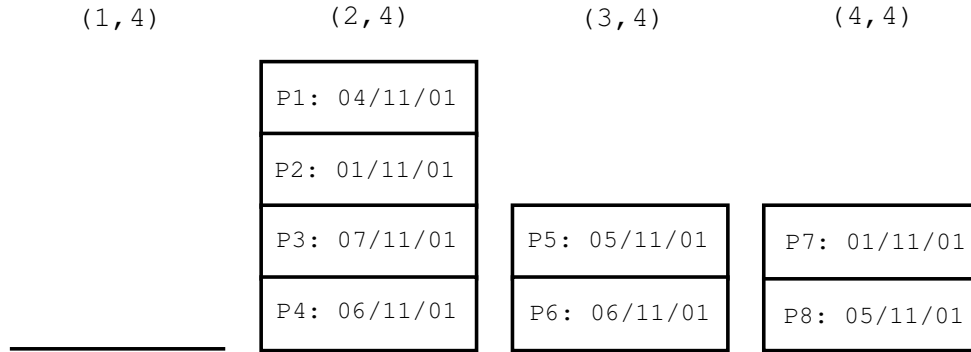 (1,4) (2,4) (3,4) (4,4)
P1: 04/11/01
P2: 01/11/01
P3: 07/11/01 P5: 05/11/01 P7: 01/11/01
P4: 06/11/01 P6: 06/11/01 P8: 05/11/01